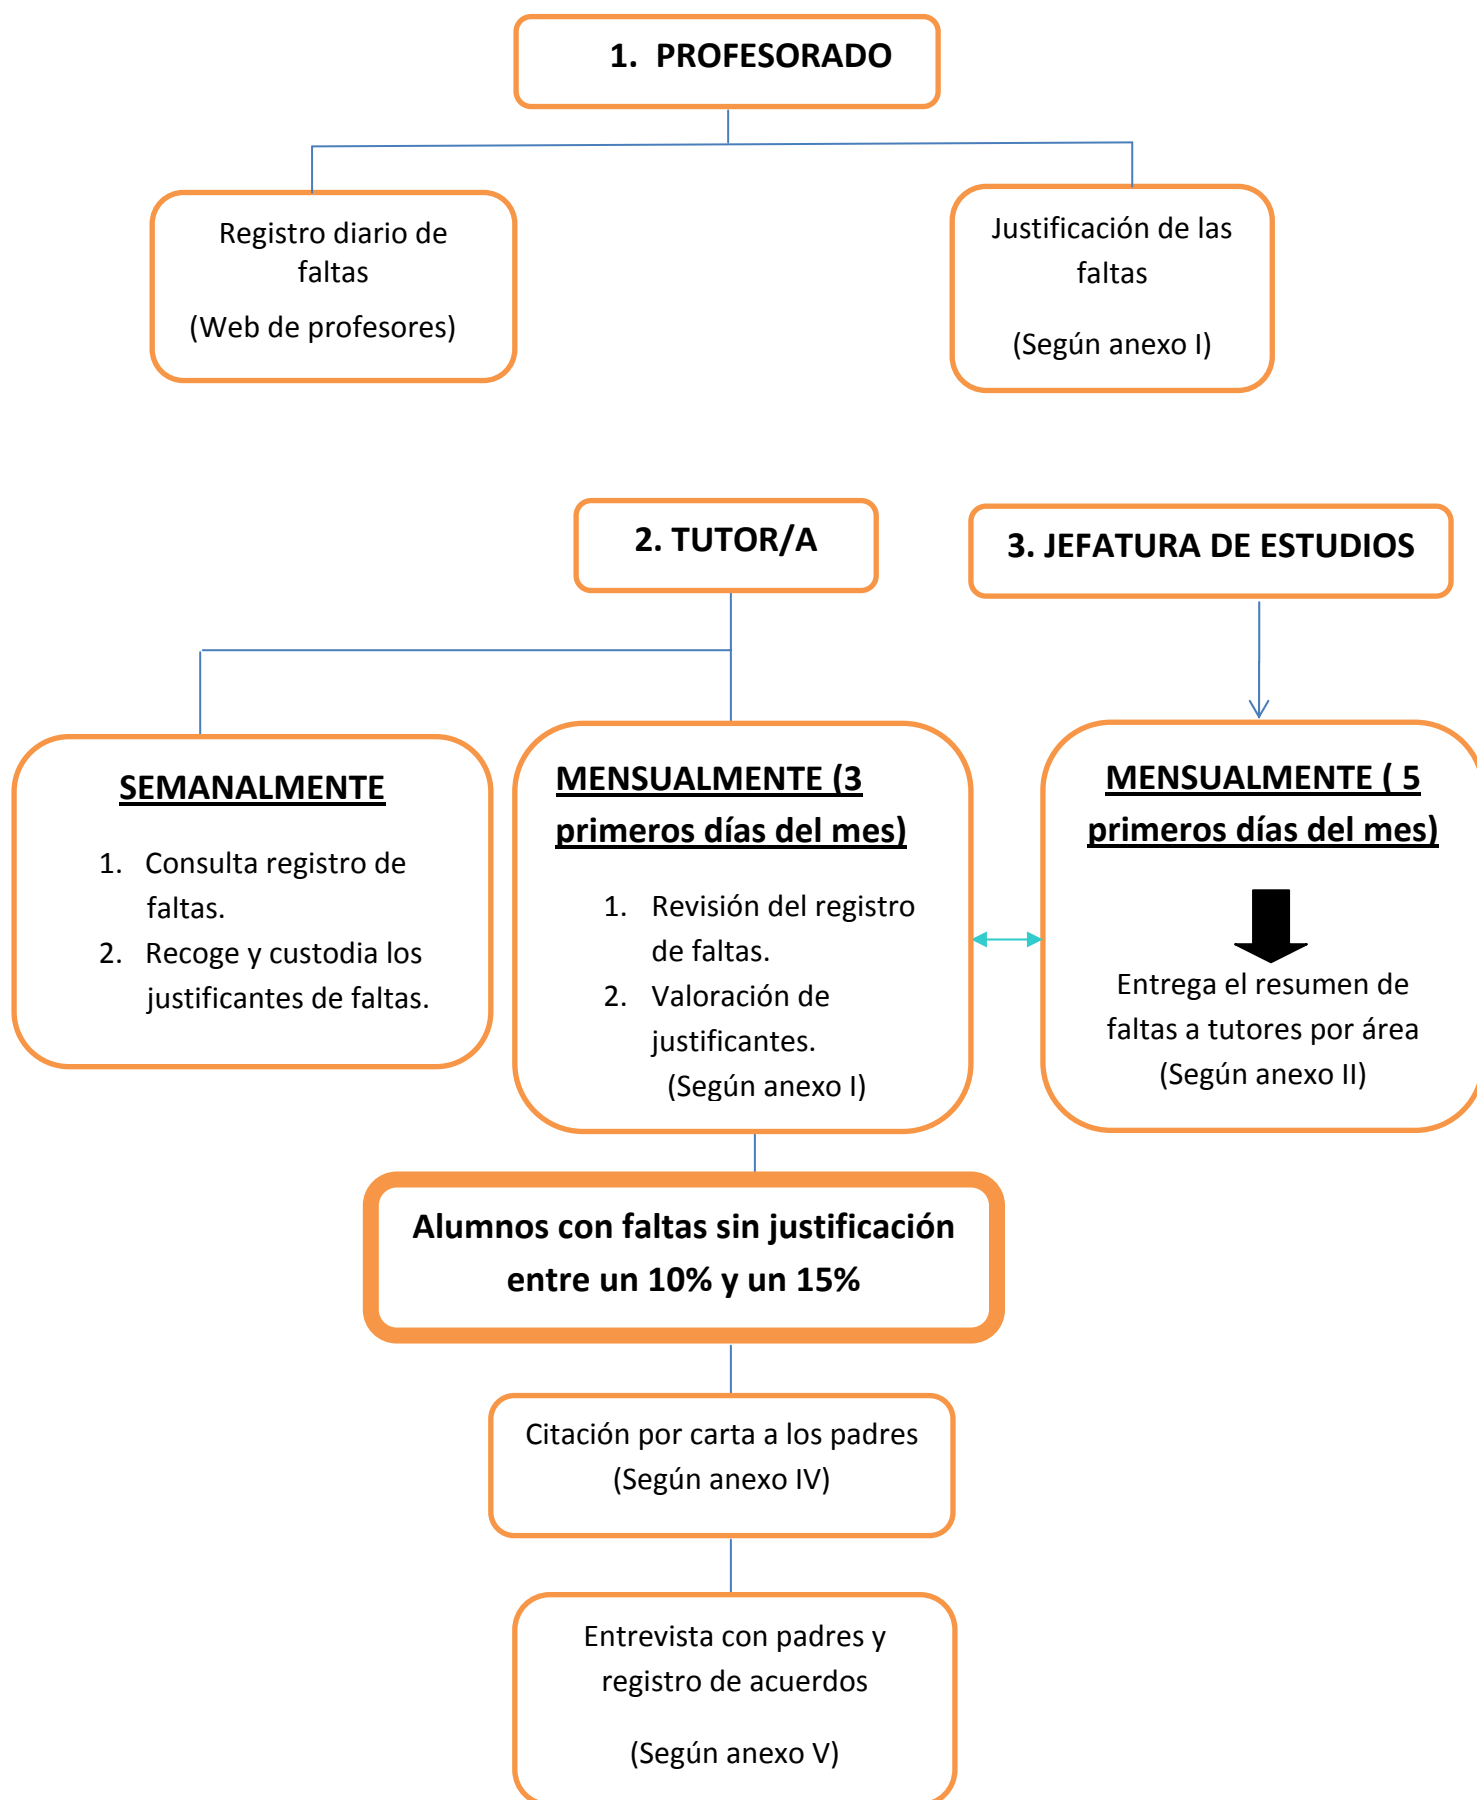 1. PROFESORADO
Registro diario de
faltas
(Web de profesores)
Justificación de las
faltas
(Según anexo I)
2. TUTOR/A
3. JEFATURA DE ESTUDIOS
SEMANALMENTE
1. Consulta registro de
faltas.
2. Recoge y custodia los
justificantes de faltas.
MENSUALMENTE (3
primeros días del mes)
1. Revisión del registro
de faltas.
2. Valoración de
justificantes.
(Según anexo I)
MENSUALMENTE ( 5
primeros días del mes)
Entrega el resumen de
faltas a tutores por área
(Según anexo II)
Alumnos con faltas sin justificación
entre un 10% y un 15%
Citación por carta a los padres
(Según anexo IV)
Entrevista con padres y
registro de acuerdos
(Según anexo V)